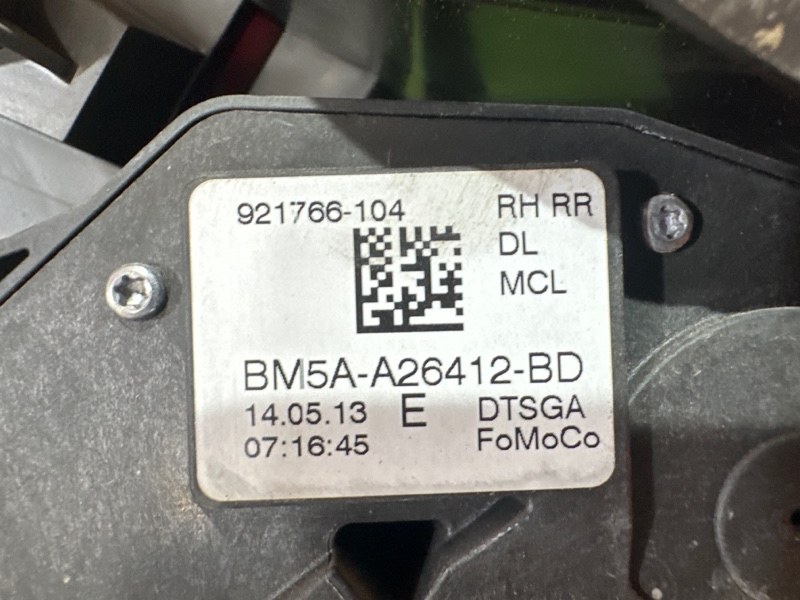 921766-104 RH RR
DL
MCL
BM5A-A26412-BD
14.05.13 E DTSGA
07:16:45 FoMoCo